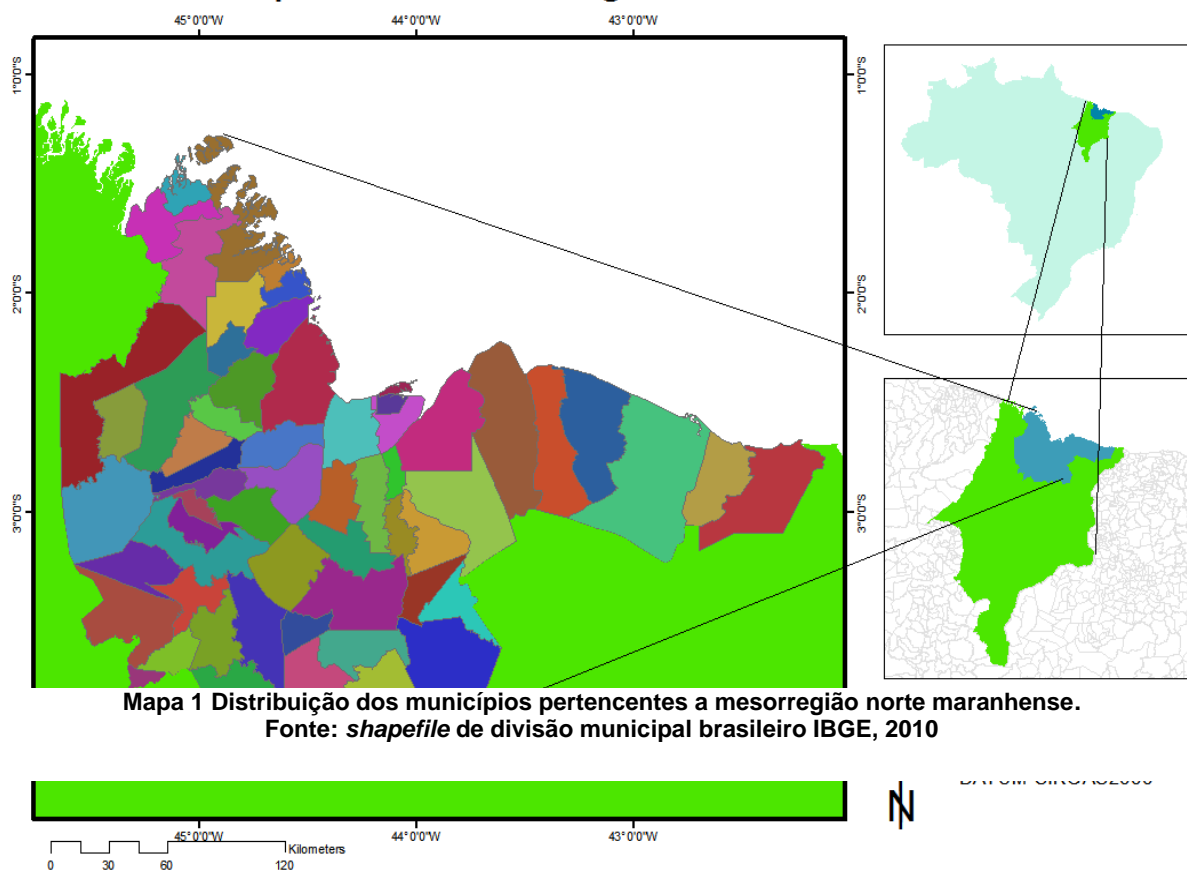 45°0'0"W 44°0'0"W 43°0'0"W
1°0'0"S 1°0'0"S
2°0'0"S 2°0'0"S
3°0'0"S 3°0'0"S
Mapa 1 Distribuição dos municípios pertencentes a mesorregião norte maranhense.
Fonte: shapefile de divisão municipal brasileiro IBGE, 2010
N
45°0'0"W 44°0'0"W 43°0'0"W
Kilometers
0 30 60 120